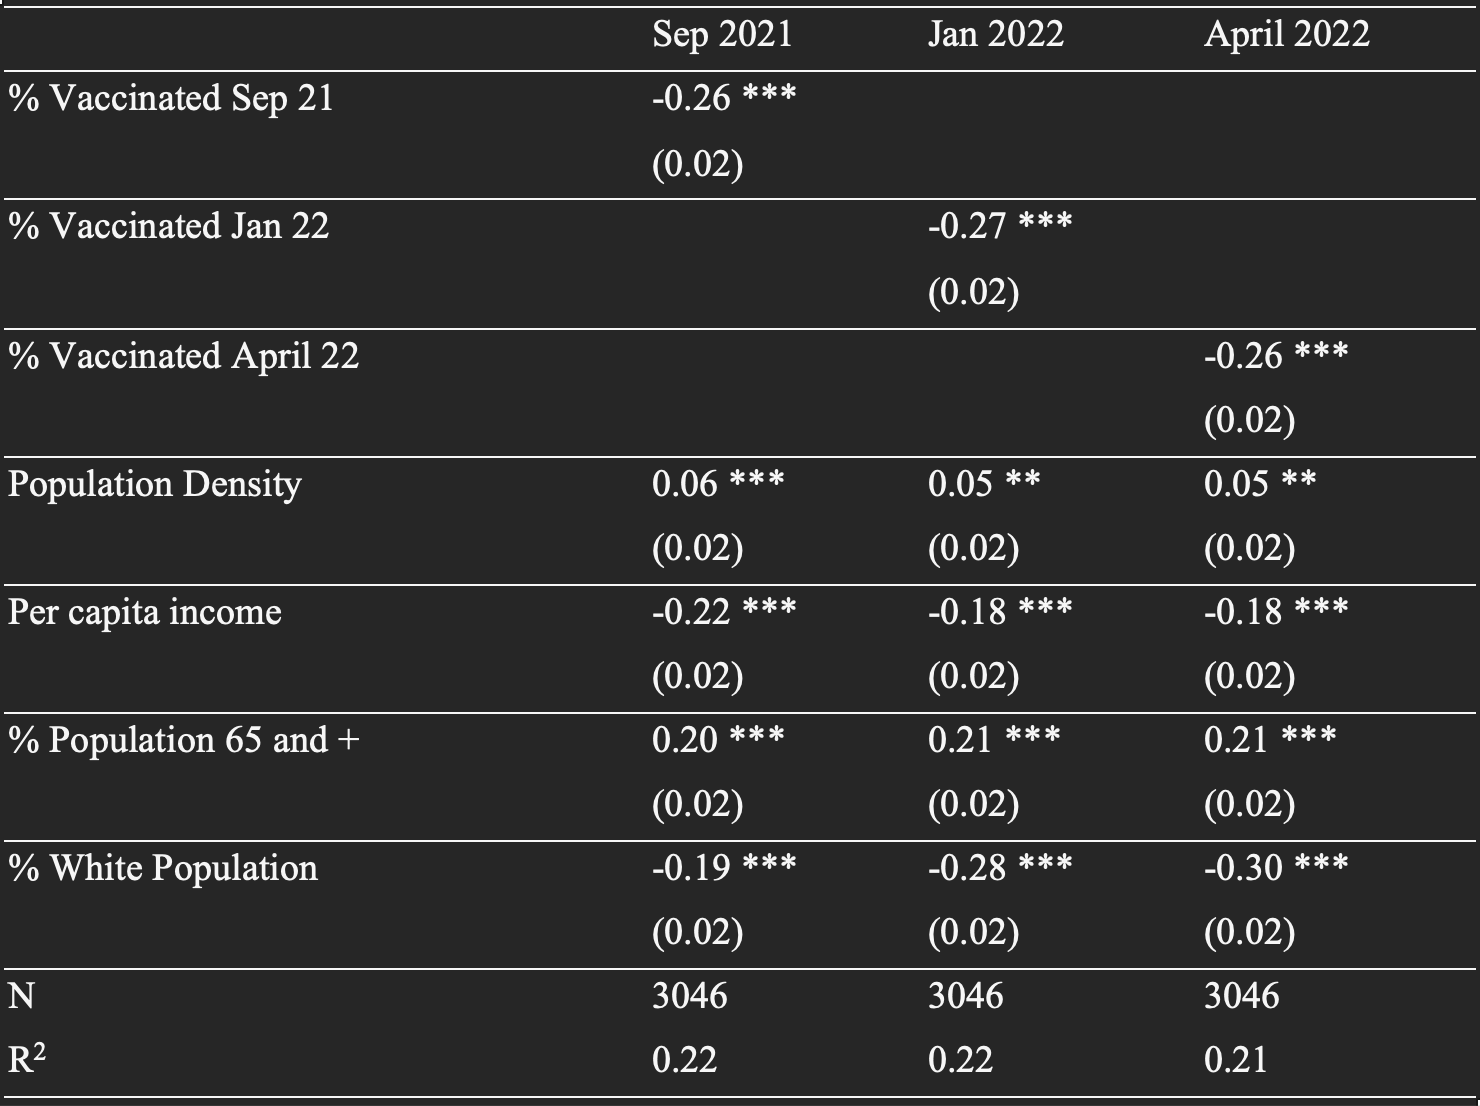 Sep 2021 Jan 2022 April 2022
% Vaccinated Sep 21 -0.26 ***
(0.02)
% Vaccinated Jan 22 -0.27 ***
(0.02)
% Vaccinated April 22 -0.26 ***
(0.02)
Population Density 0.06 *** 0.05 ** 0.05 **
(0.02) (0.02) (0.02)
Per capita income -0.22 *** -0.18 *** -0.18 ***
(0.02) (0.02) (0.02)
% Population 65 and + 0.20 *** 0.21 *** 0.21 ***
(0.02) (0.02) (0.02)
% White Population -0.19 *** -0.28 *** -0.30 ***
(0.02) (0.02) (0.02)
N 3046 3046 3046
R² 0.22 0.22 0.21